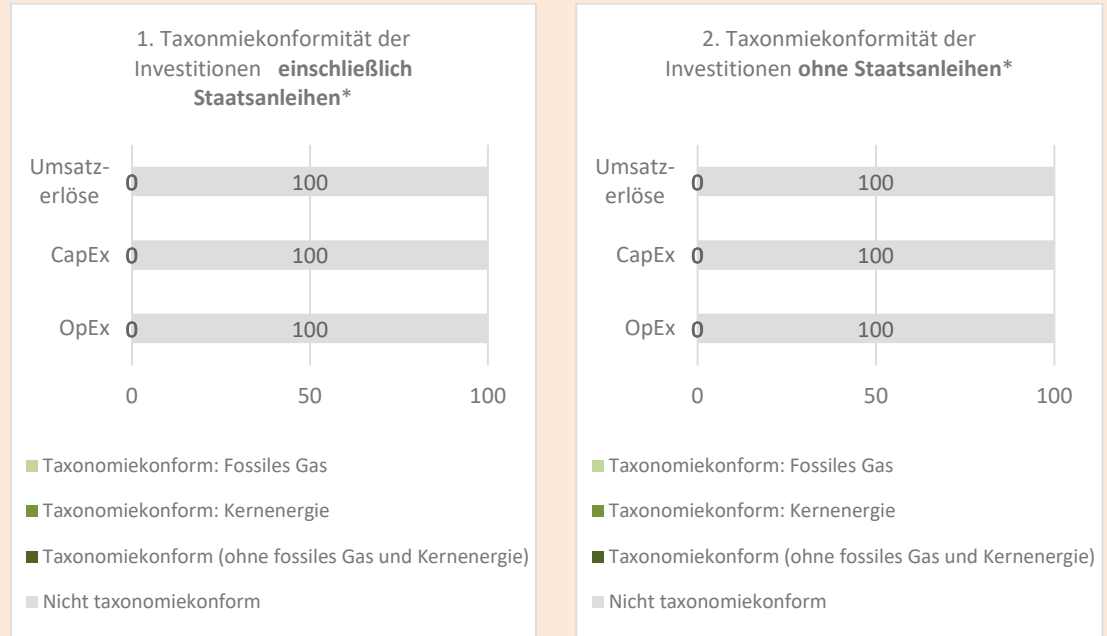 1. Taxonmiekonformität der
Investitionen einschließlich
Staatsanleihen*
Umsatz-
erlöse
0 100
CapEx 0 100
OpEx 0 100
0 50 100
Taxonomiekonform: Fossiles Gas
Taxonomiekonform: Kernenergie
Taxonomiekonform (ohne fossiles Gas und Kernenergie)
Nicht taxonomiekonform
2. Taxonmiekonformität der
Investitionen ohne Staatsanleihen*
Umsatz-
erlöse
0 100
CapEx 0 100
OpEx 0 100
0 50 100
Taxonomiekonform: Fossiles Gas
Taxonomiekonform: Kernenergie
Taxonomiekonform (ohne fossiles Gas und Kernenergie)
Nicht taxonomiekonform